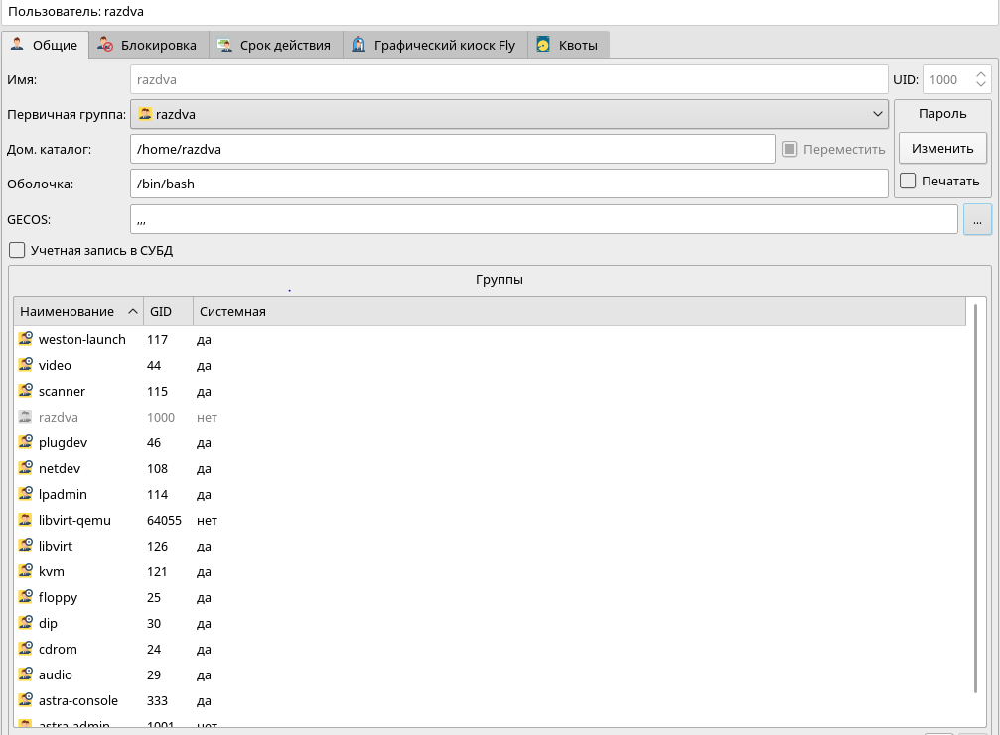 Пользователь: razdva
Общие Блокировка Срок действия Графический киоск Fly Квоты
Имя: razdva UID: 1000
Первичная группа: razdva Пароль
Дом. каталог: /home/razdva Переместить Изменить
Оболочка: /bin/bash Печатать
GECOS: ,,, ...
Учетная запись в СУБД
Группы
Наименование GID Системная
weston-launch 117 да
video 44 да
scanner 115 да
razdva 1000 нет
plugdev 46 да
netdev 108 да
lpadmin 114 да
libvirt-qemu 64055 нет
libvirt 126 да
kvm 121 да
floppy 25 да
dip 30 да
cdrom 24 да
audio 29 да
astra-console 333 да
astra-admin 1001 нет